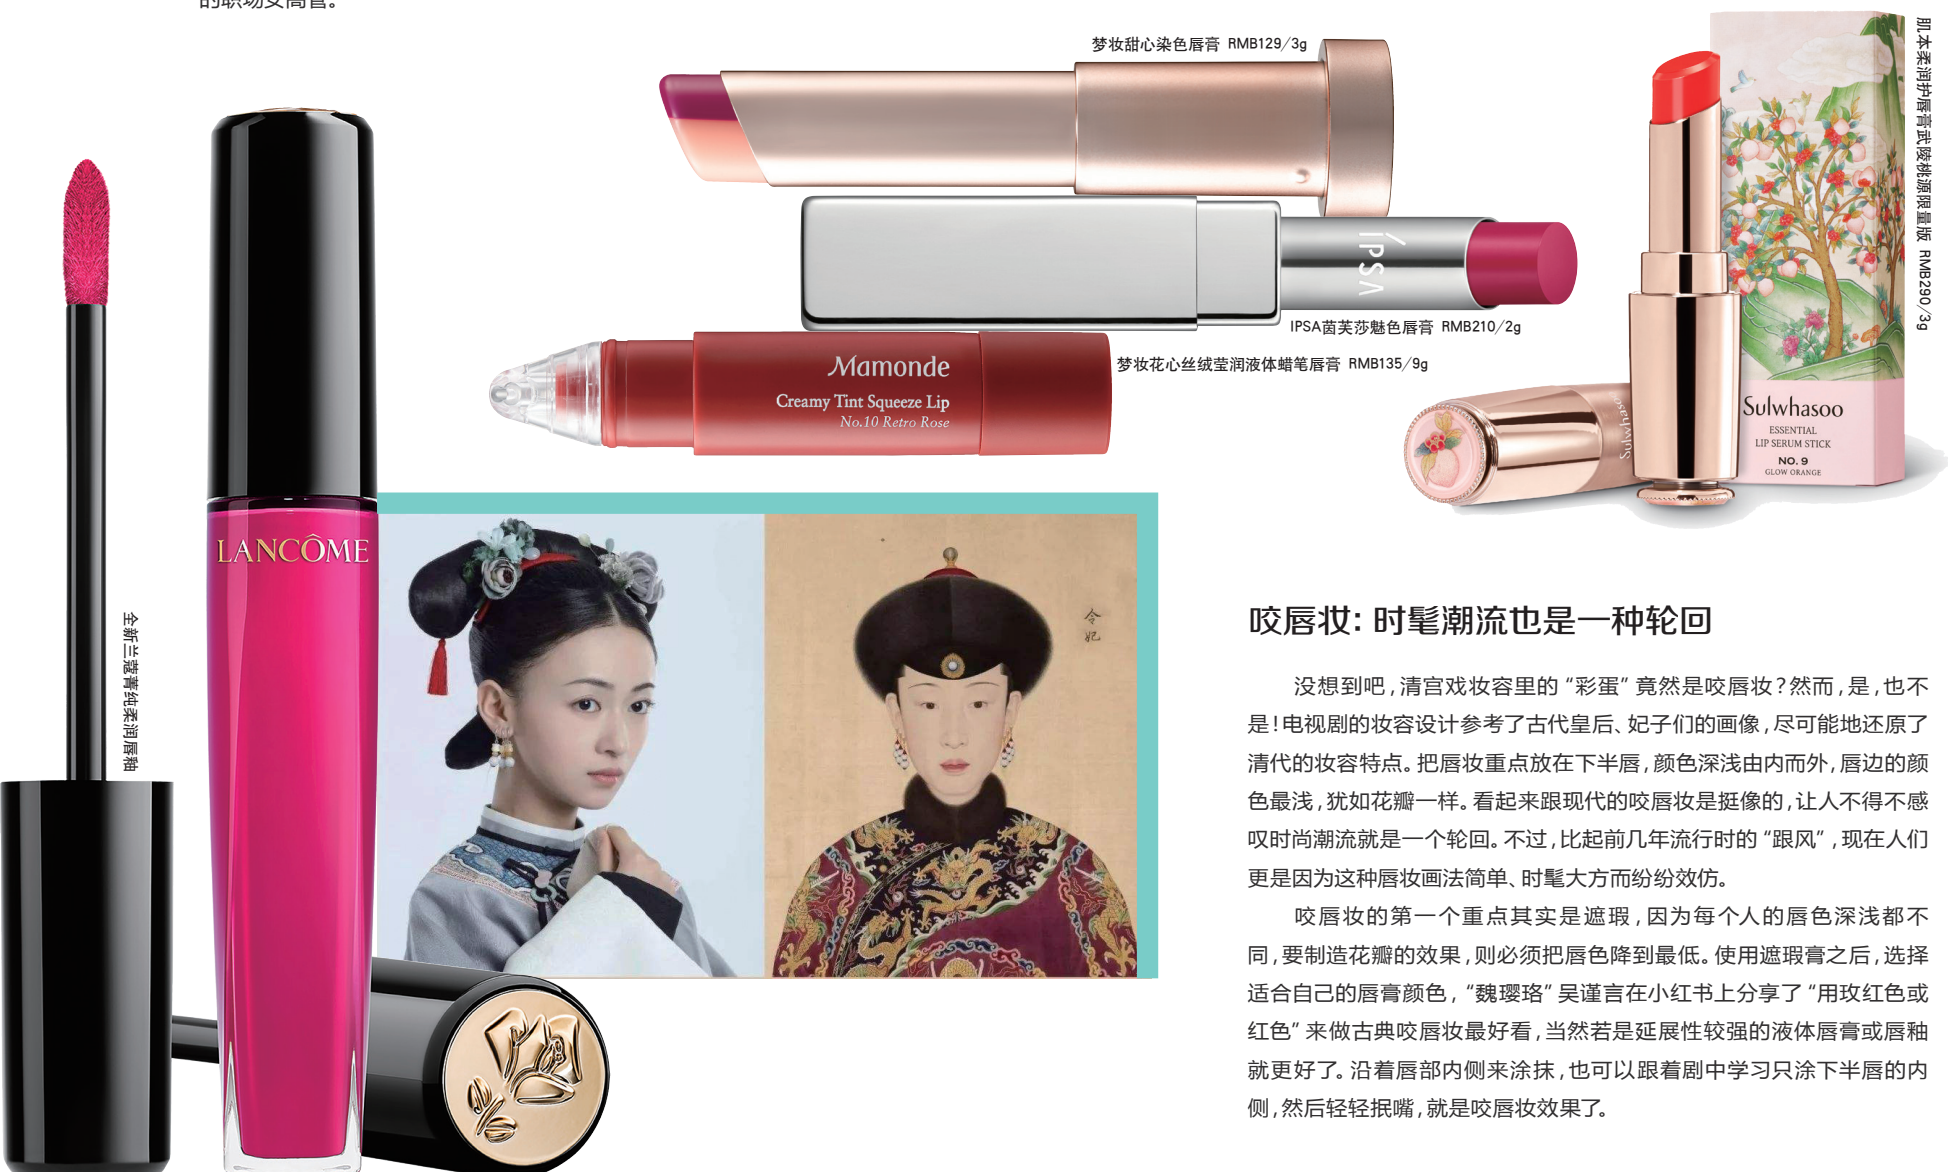 的职场女高管。
梦妆甜心染色唇膏 RMB129/3g
肌本柔润护唇膏武陵桃源限量版 RMB290/3g
IPSA
IPSA茵芙莎魅色唇膏 RMB210/2g
Mamonde
Creamy Tint Squeeze Lip
No.10 Retro Rose
梦妆花心丝绒莹润液体蜡笔唇膏 RMB135/9g
Sulwhasoo
Sulwhasoo
ESSENTIAL
LIP SERUM STICK
NO. 9
GLOW ORANGE
LANCÔME
全新兰蔻菁纯柔润唇釉
令
妃
咬唇妆：时髦潮流也是一种轮回
没想到吧，清宫戏妆容里的“彩蛋”竟然是咬唇妆？然而，是，也不
是！电视剧的妆容设计参考了古代皇后、妃子们的画像，尽可能地还原了
清代的妆容特点。把唇妆重点放在下半唇，颜色深浅由内而外，唇边的颜
色最浅，犹如花瓣一样。看起来跟现代的咬唇妆是挺像的，让人不得不感
叹时尚潮流就是一个轮回。不过，比起前几年流行时的“跟风”，现在人们
更是因为这种唇妆画法简单、时髦大方而纷纷效仿。
咬唇妆的第一个重点其实是遮瑕，因为每个人的唇色深浅都不
同，要制造花瓣的效果，则必须把唇色降到最低。使用遮瑕膏之后，选择
适合自己的唇膏颜色，“魏璎珞”吴谨言在小红书上分享了“用玫红色或
红色”来做古典咬唇妆最好看，当然若是延展性较强的液体唇膏或唇釉
就更好了。沿着唇部内侧来涂抹，也可以跟着剧中学习只涂下半唇的内
侧，然后轻轻抿嘴，就是咬唇妆效果了。